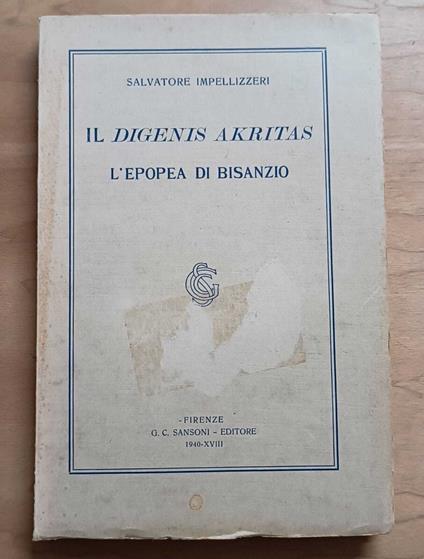 SALVATORE IMPELLIZZERI
IL DIGENIS AKRITAS
L'EPOPEA DI BISANZIO
GCS
FIRENZE
G. C. SANSONI - EDITORE
1940-XVIII